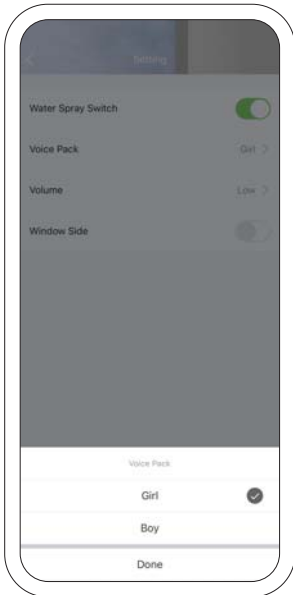 Setting
Water Spray Switch
Voice Pack Girl
Volume Low
Window Side
Voice Pack
Girl
Boy
Done